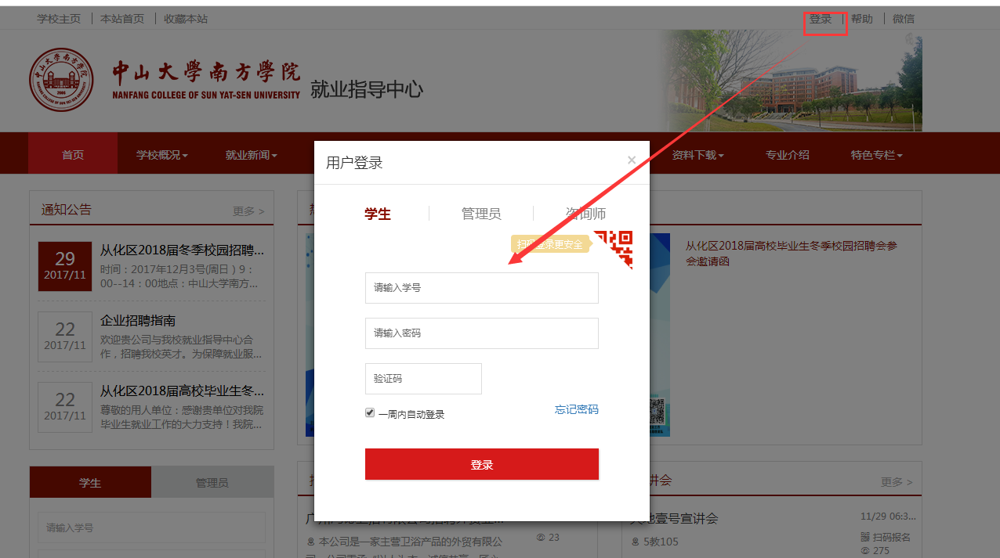 学校主页 本站首页 收藏本站
登录 帮助 微信
中山大學南方學院
NANFANG COLLEGE OF SUN YAT-SEN UNIVERSITY
就业指导中心
首页 学校概况 就业新闻 资料下载 专业介绍 特色专栏
用户登录 ×
学生 管理员 咨询师
扫码登录更安全
请输入学号
请输入密码
验证码
一周内自动登录 忘记密码
登录
通知公告 更多 >
29
2017/11
从化区2018届冬季校园招聘...
时间：2017年12月3号(周日）9：
00--14：00地点：中山大学南方...
22
2017/11
企业招聘指南
欢迎贵公司与我校就业指导中心合
作，招聘我校英才。为保障就业服...
22
2017/11
从化区2018届高校毕业生冬...
尊敬的用人单位：感谢贵单位对我院
毕业生就业工作的大力支持！我院...
从化区2018届高校毕业生冬季校园招聘会参
会邀请函
学生 管理员
请输入学号
本公司是一家主营卫浴产品的外贸有限公
23
讲会 更多 >
天地壹号宣讲会 11/29 06:3...
5教105 扫码报名
275